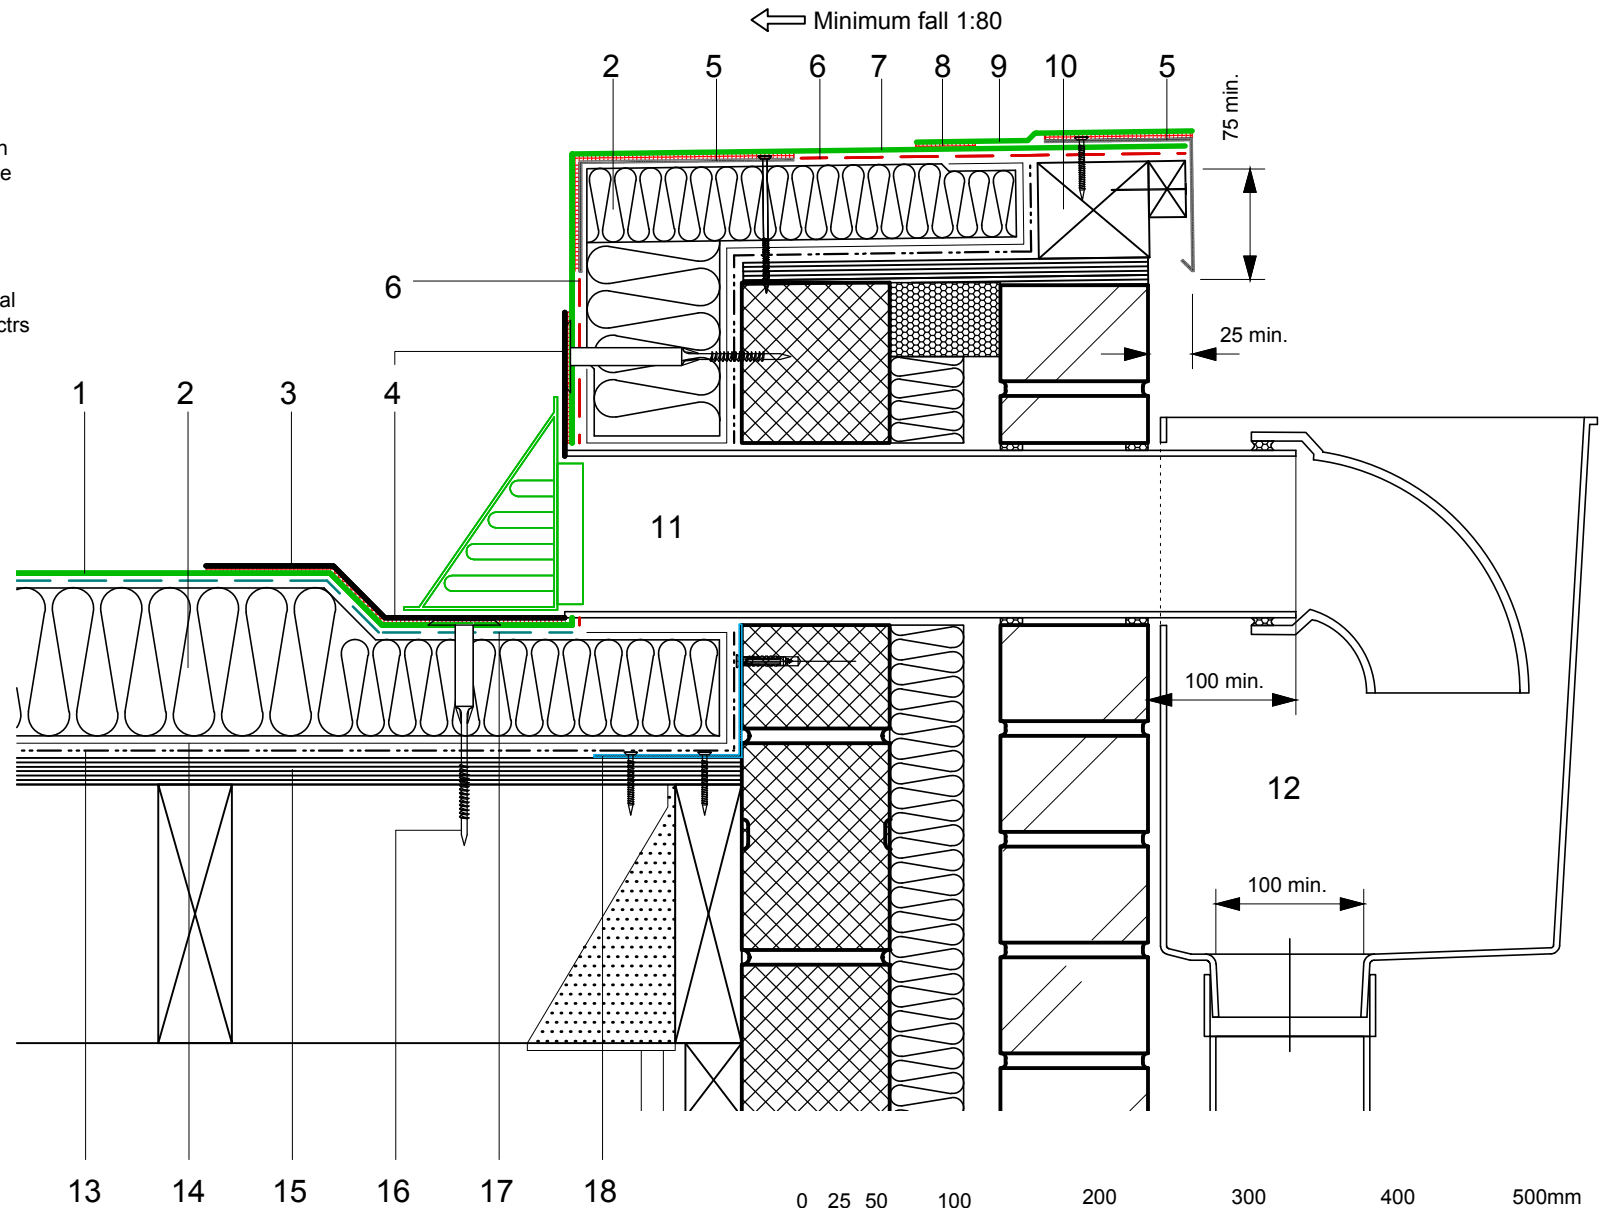 Minimum fall 1:80
2 5 6 7 8 9 10 5
75 min.
6
25 min.
1 2 3 4
11
100 min.
12
100 min.
13 14 15 16 17 18
0 25 50 100 200 300 400 500mm